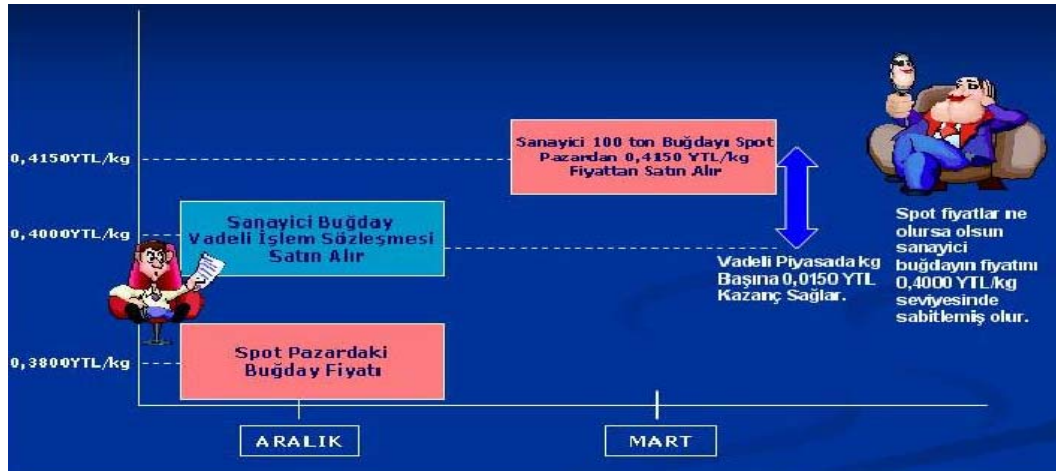 0,4150YTL/kg
Sanayici 100 ton Buğdayı Spot
Pazardan 0,4150 YTL/kg
Fiyattan Satın Alır
0,4000YTL/kg
Sanayici Buğday
Vadeli İşlem Sözleşmesi
Satın Alır
Vadeli Piyasada kg
Başına 0,0150 YTL
Kazanç Sağlar.
Spot fiyatlar ne
olursa olsun
sanayici
buğdayın fiyatını
0,4000 YTL/kg
seviyesinde
sabitlemiş olur.
0,3800YTL/kg
Spot Pazardaki
Buğday Fiyatı
ARALIK
MART